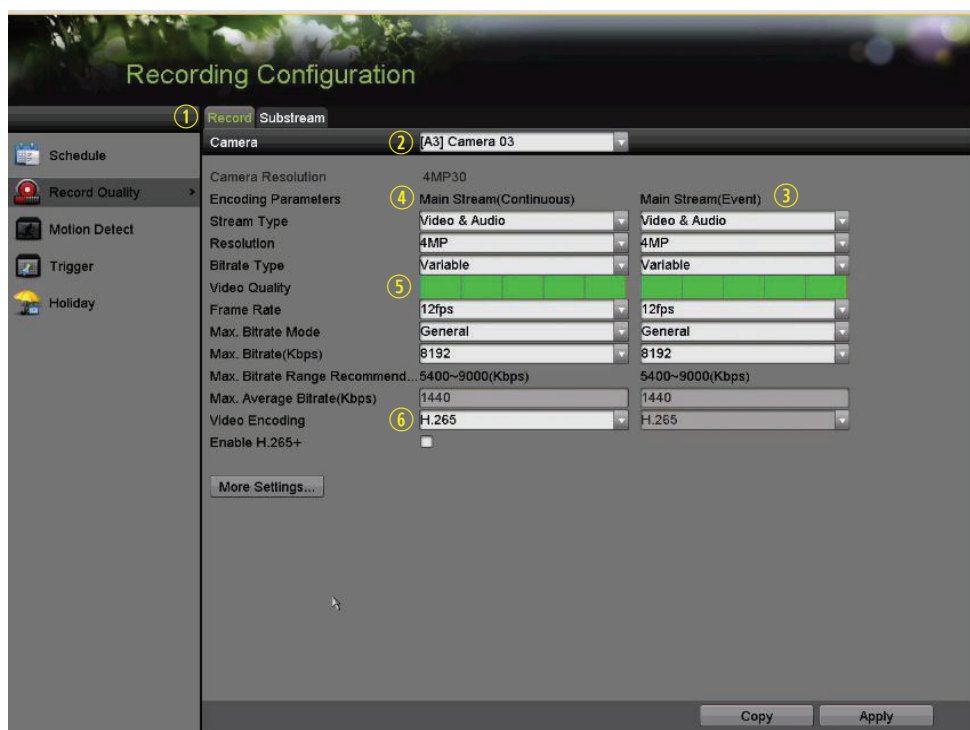 Recording Configuration
① Record Substream
Camera ② [A3] Camera 03
Schedule
Record Quality >
Motion Detect
Trigger
Holiday
Camera Resolution 4MP30
Encoding Parameters ④ Main Stream(Continuous) Main Stream(Event) ③
Stream Type Video & Audio Video & Audio
Resolution 4MP 4MP
Bitrate Type Variable Variable
Video Quality ⑤
Frame Rate 12fps 12fps
Max. Bitrate Mode General General
Max. Bitrate(Kbps) 8192 8192
Max. Bitrate Range Recommend... 5400~9000(Kbps) 5400~9000(Kbps)
Max. Average Bitrate(Kbps) 1440 1440
Video Encoding ⑥ H.265 H.265
Enable H.265+
More Settings...
Copy Apply